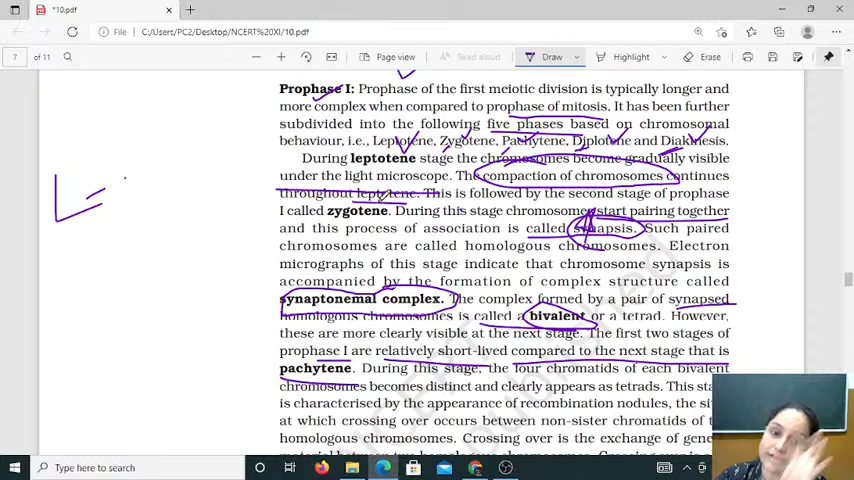 *10.pdf
File
C:/Users/PC2/Desktop/NCERT%20XI/10.pdf
7
of 11
Page view
Read aloud
Draw
Highlight
Erase
Prophase I: Prophase of the first meiotic division is typically longer and
more complex when compared to prophase of mitosis. It has been further
subdivided into the following five phases based on chromosomal
behaviour, i.e., Leptotene, Zygotene, Pachytene, Diplotene and Diakinesis.
During leptotene stage the chromosomes become gradually visible
under the light microscope. The compaction of chromosomes continues
throughout leptotene. This is followed by the second stage of prophase
I called zygotene. During this stage chromosomes start pairing together
and this process of association is called synapsis. Such paired
chromosomes are called homologous chromosomes. Electron
micrographs of this stage indicate that chromosome synapsis is
accompanied by the formation of complex structure called
synaptonemal complex. The complex formed by a pair of synapsed
homologous chromosomes is called a bivalent or a tetrad. However,
these are more clearly visible at the next stage. The first two stages of
prophase I are relatively short-lived compared to the next stage that is
pachytene. During this stage, the four chromatids of each bivalent
chromosomes becomes distinct and clearly appears as tetrads. This
is characterised by the appearance of recombination nodules, the
at which crossing over occurs between non-sister chromatids of
homologous chromosomes. Crossing over is the exchange of
L =
Type here to search